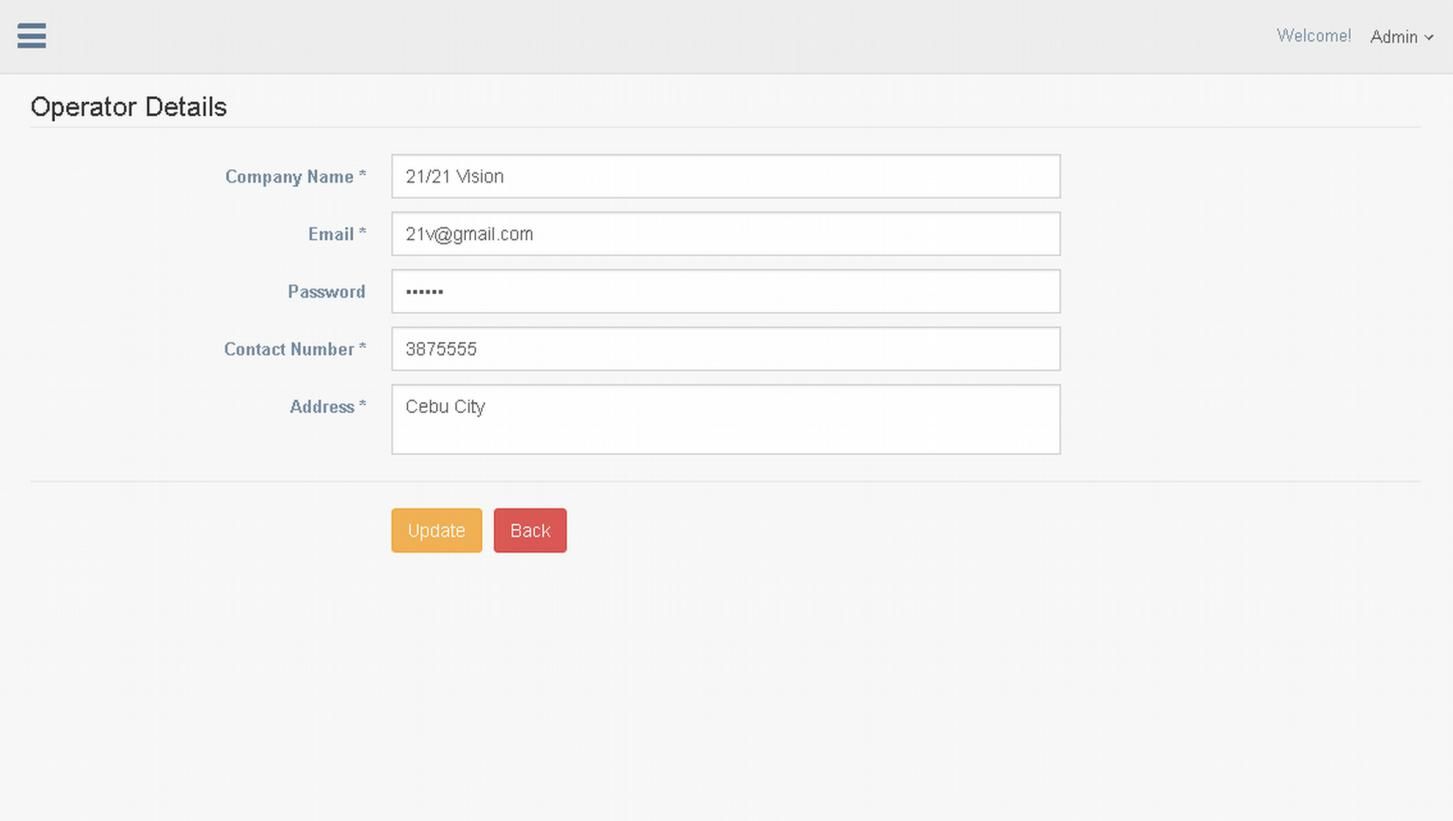 Welcome! Admin
Operator Details
Company Name * 21/21 Vision
Email * 21v@gmail.com
Password ••••••
Contact Number * 3875555
Address * Cebu City
Update Back